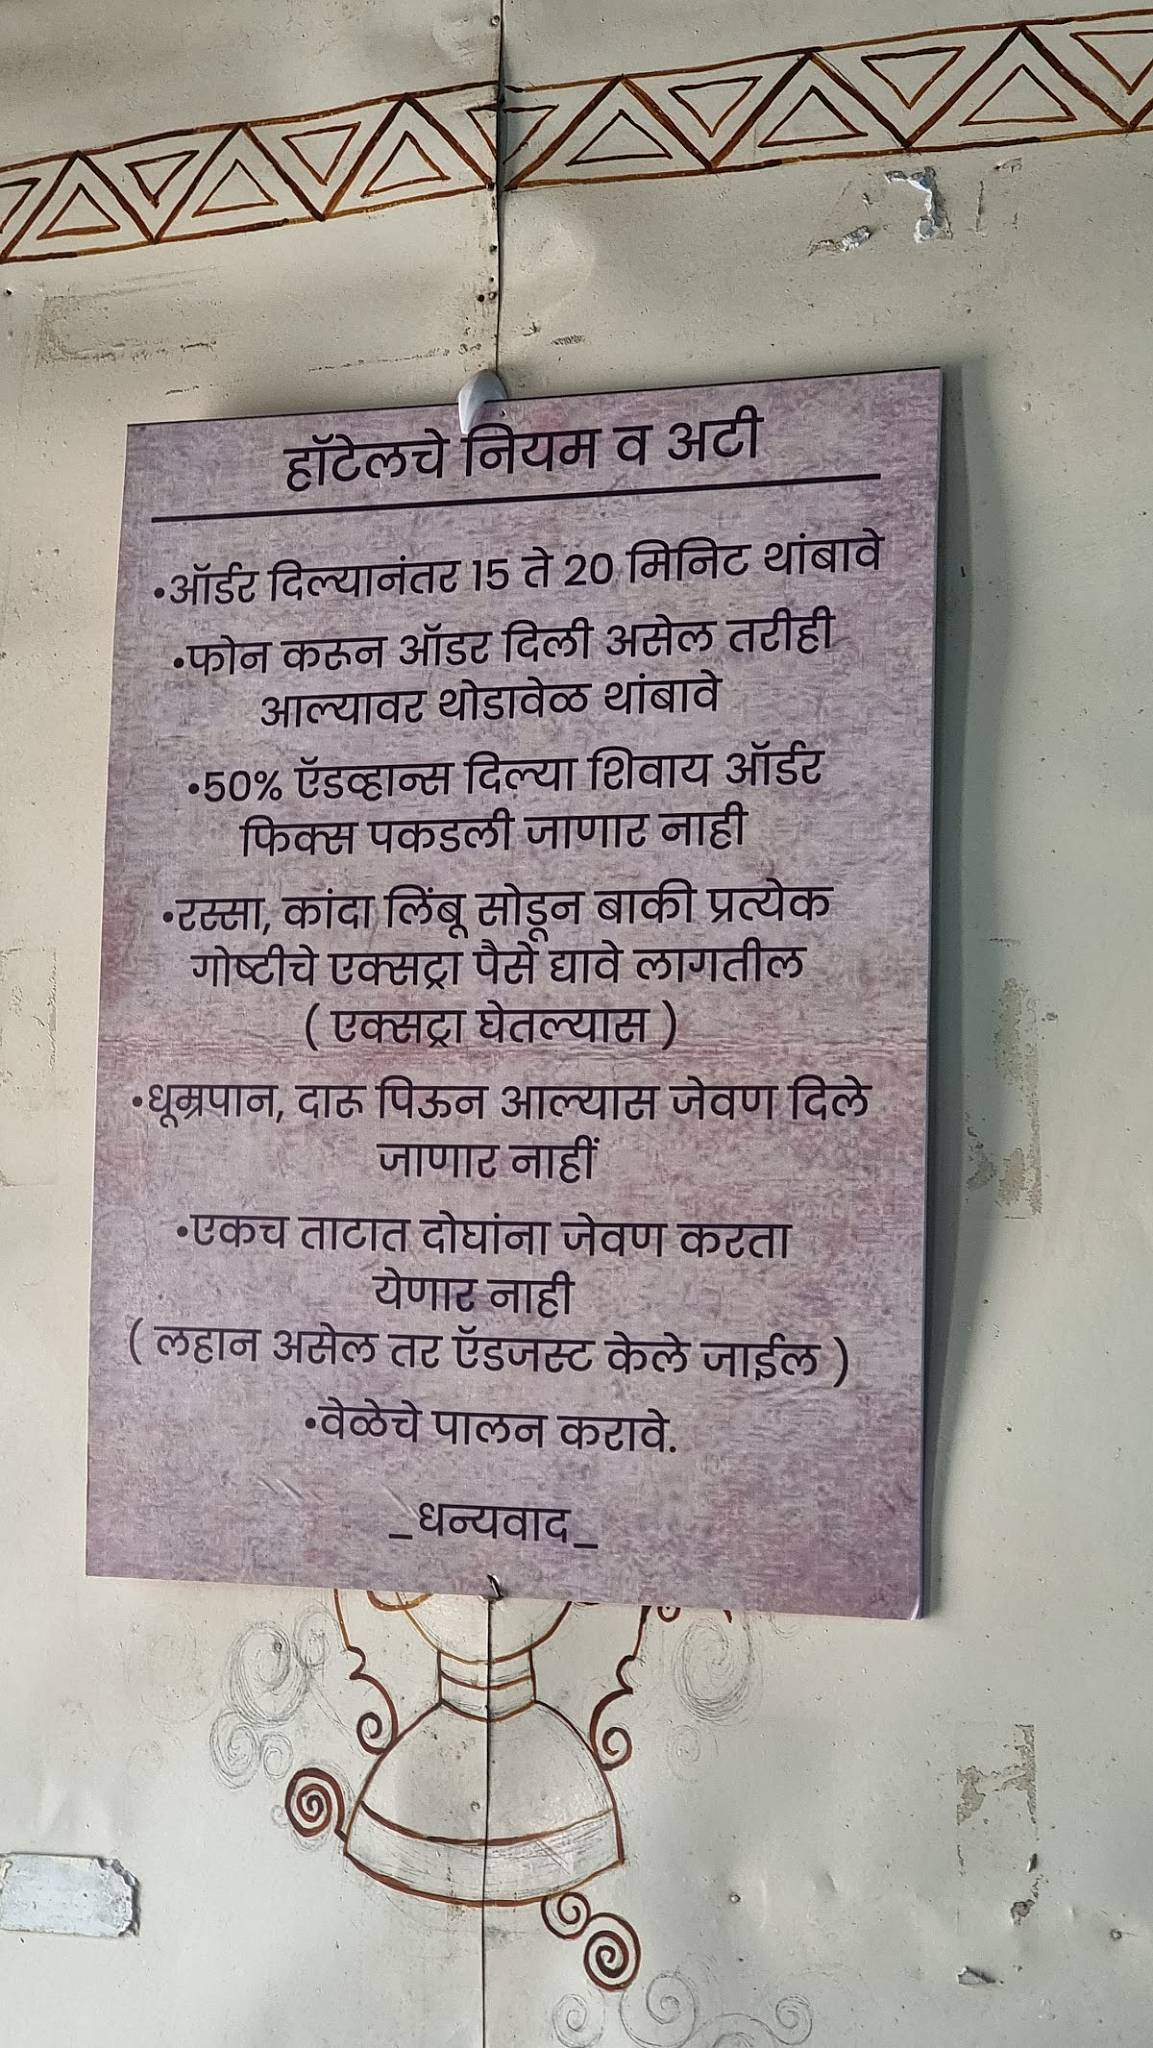 हॉटेलचे नियम व अटी
•ऑर्डर दिल्यानंतर 15 ते 20 मिनिट थांबावे
•फोन करून ऑडर दिली असेल तरीही
आल्यावर थोडावेळ थांबावे
•50% ऍडव्हान्स दिल्या शिवाय ऑर्डर
फिक्स पकडली जाणार नाही
•रस्सा, कांदा लिंबू सोडून बाकी प्रत्येक
गोष्टीचे एक्सट्रा पैसे द्यावे लागतील
( एक्सट्रा घेतल्यास )
•धूम्रपान, दारू पिऊन आल्यास जेवण दिले
जाणार नाहीं
•एकच ताटात दोघांना जेवण करता
येणार नाही
( लहान असेल तर ऍडजस्ट केले जाईल )
•वेळेचे पालन करावे.
_धन्यवाद_